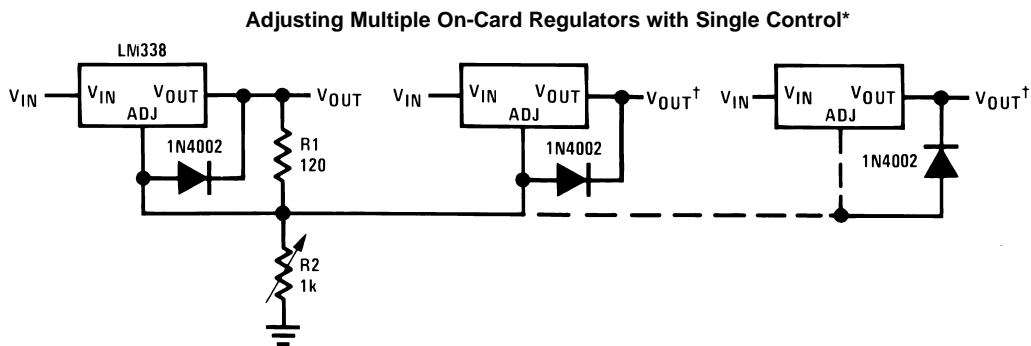 Adjusting Multiple On-Card Regulators with Single Control*
LM338
VIN VIN VOUT VOUT
ADJ
1N4002
R1
120
R2
1k
VIN VIN VOUT VOUT†
ADJ
1N4002
VIN VIN VOUT VOUT†
ADJ
1N4002